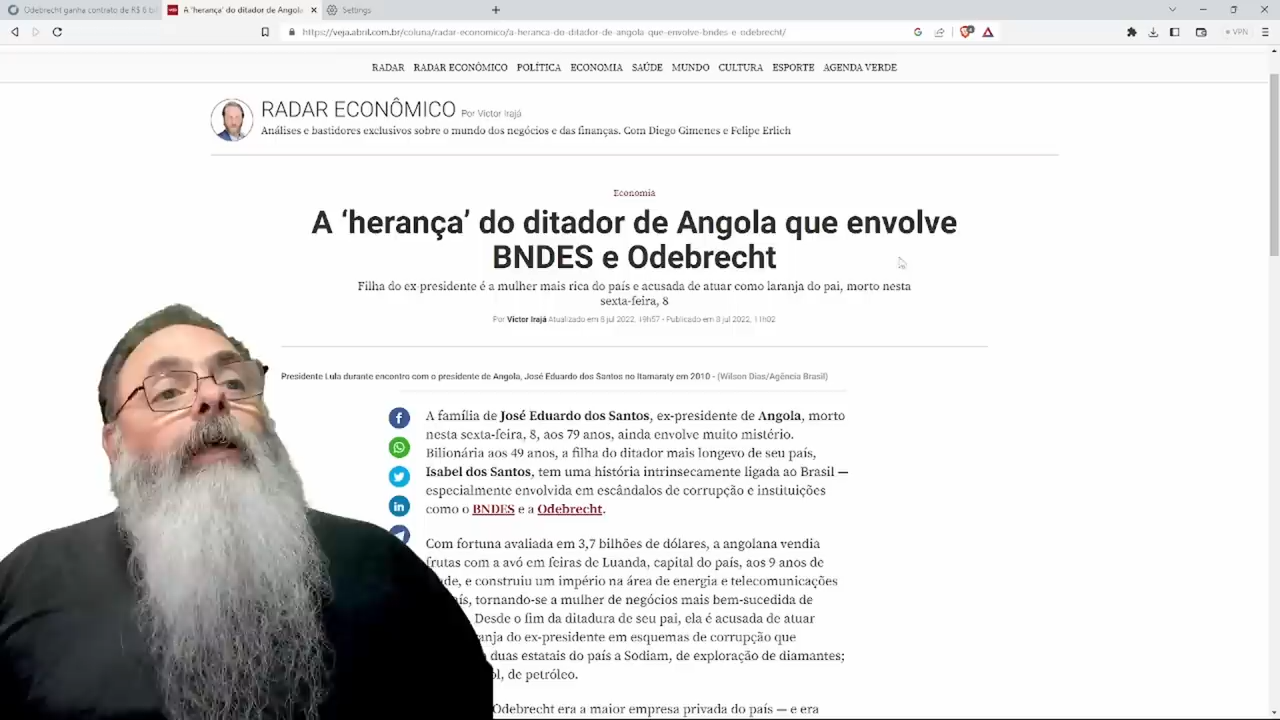 Odebrecht ganha contrato de R$ 6 bi
A 'herança' do ditador de Angola
Settings
https://veja.abril.com.br/coluna/radar-economico/a-heranca-do-ditador-de-angola-que-envolve-bndes-e-odebrecht/
VPN
RADAR RADAR ECONÔMICO POLÍTICA ECONOMIA SAÚDE MUNDO CULTURA ESPORTE AGENDA VERDE
RADAR ECONÔMICO Por Victor Irajá
Análises e bastidores exclusivos sobre o mundo dos negócios e das finanças. Com Diego Gimenes e Felipe Erlich
Economia
A ‘herança’ do ditador de Angola que envolve
BNDES e Odebrecht
Filha do ex-presidente é a mulher mais rica do país e acusada de atuar como laranja do pai, morto nesta
sexta-feira, 8
Por Victor Irajá Atualizado em 8 jul 2022, 19h57 - Publicado em 8 jul 2022, 11h02
Presidente Lula durante encontro com o presidente de Angola, José Eduardo dos Santos no Itamaraty em 2010 - (Wilson Dias/Agência Brasil)
A família de José Eduardo dos Santos, ex-presidente de Angola, morto
nesta sexta-feira, 8, aos 79 anos, ainda envolve muito mistério.
Bilionária aos 49 anos, a filha do ditador mais longevo de seu país,
Isabel dos Santos, tem uma história intrinsecamente ligada ao Brasil —
especialmente envolvida em escândalos de corrupção e instituições
como o BNDES e a Odebrecht.
Com fortuna avaliada em 3,7 bilhões de dólares, a angolana vendia
frutas com a avó em feiras de Luanda, capital do país, aos 9 anos de
e construiu um império na área de energia e telecomunicações
tornando-se a mulher de negócios mais bem-sucedida de
Desde o fim da ditadura de seu pai, ela é acusada de atuar
do ex-presidente em esquemas de corrupção que
duas estatais do país a Sodiam, de exploração de diamantes;
de petróleo.
Odebrecht era a maior empresa privada do país — e era